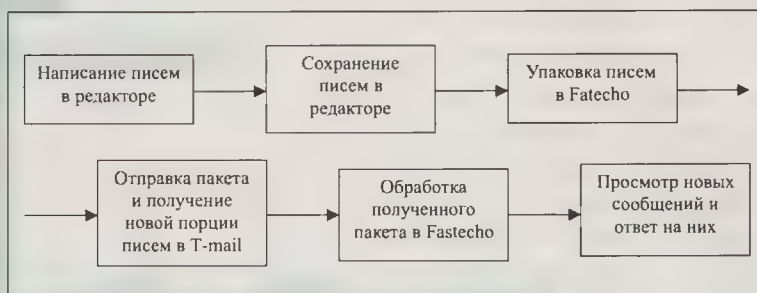 Написание писем
в редакторе
Сохранение
писем в
редакторе
Упаковка писем
в Fatecho
Отправка пакета
и получение
новой порции
писем в T-mail
Обработка
полученного
пакета в Fastecho
Просмотр новых
сообщений и
ответ на них